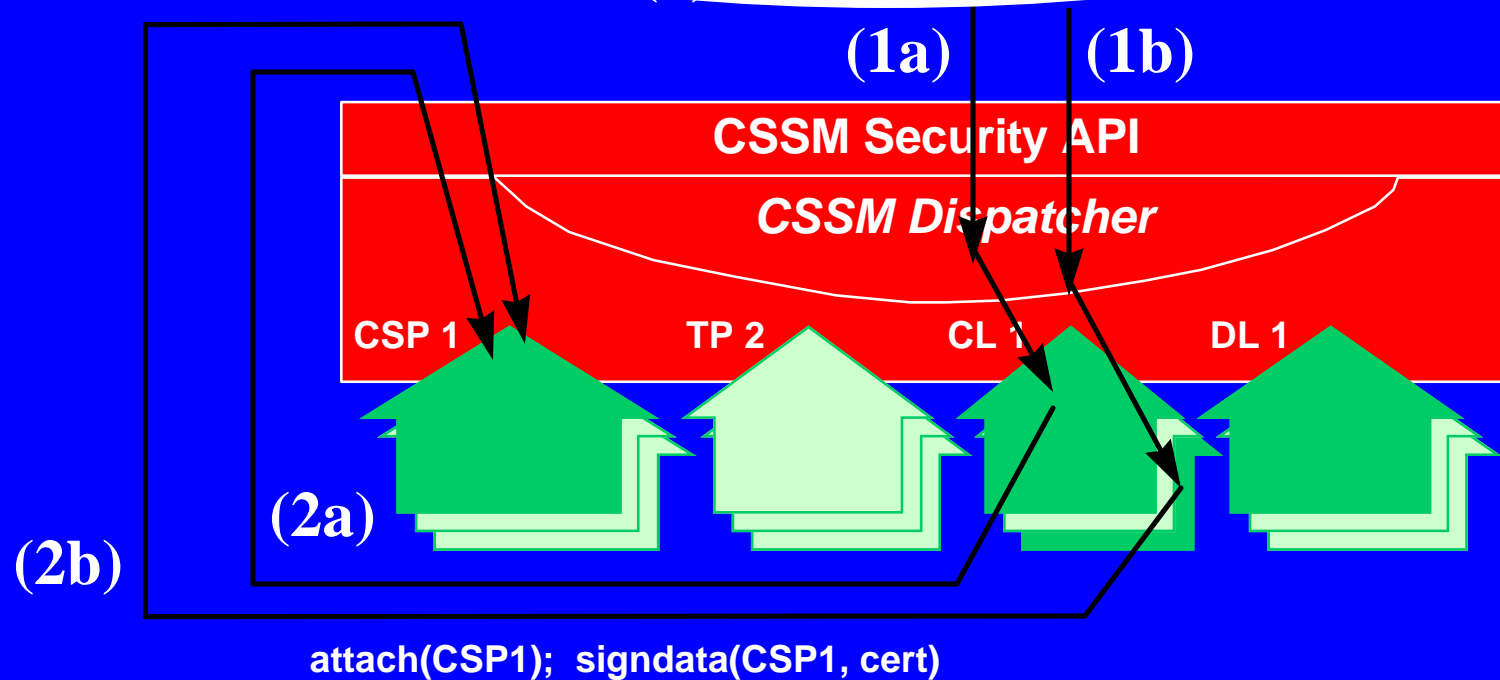 (1a) (1b)
CSSM Security API
CSSM Dispatcher
CSP 1 TP 2 CL 1 DL 1
(2a)
(2b)
attach(CSP1); signdata(CSP1, cert)